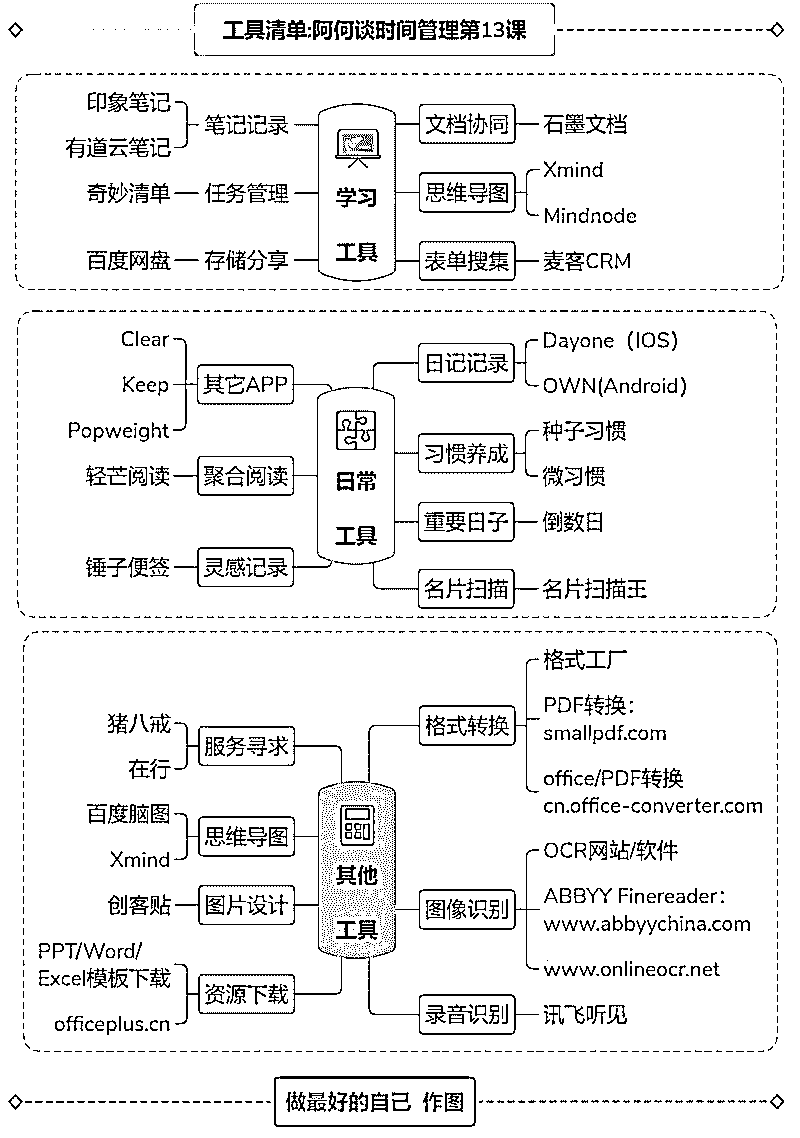 工具清单:阿何谈时间管理第13课
印象笔记
有道云笔记
笔记记录
奇妙清单
任务管理
百度网盘
存储分享
学习
工具
文档协同
石墨文档
思维导图
Xmind
Mindnode
表单搜集
麦客CRM
Clear
Keep
Popweight
其它APP
轻芒阅读
聚合阅读
锤子便签
灵感记录
日常
工具
日记记录
Dayone（IOS）
OWN(Android)
习惯养成
种子习惯
微习惯
重要日子
倒数日
名片扫描
名片扫描王
猪八戒
在行
服务寻求
百度脑图
Xmind
思维导图
创客贴
图片设计
PPT/Word/
Excel模板下载
officeplus.cn
资源下载
其他
工具
格式转换
格式工厂
PDF转换：
smallpdf.com
office/PDF转换
cn.office-converter.com
图像识别
OCR网站/软件
ABBYY Finereader：
www.abbyychina.com
www.onlineocr.net
录音识别
讯飞听见
做最好的自己 作图